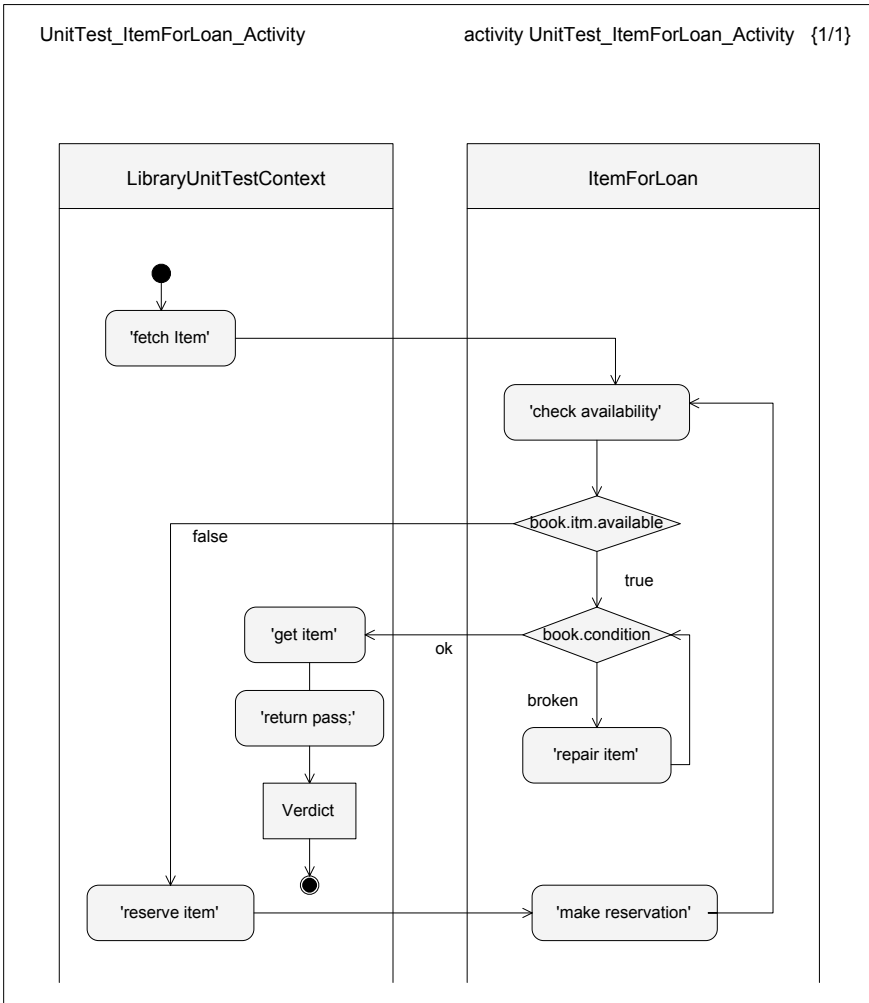 UnitTest_ItemForLoan_Activity
activity UnitTest_ItemForLoan_Activity {1/1}
LibraryUnitTestContext
ItemForLoan
'fetch Item'
'check availability'
book.itm.available
false
true
'get item'
ok
book.condition
broken
'return pass;'
'repair item'
Verdict
'reserve item'
'make reservation'